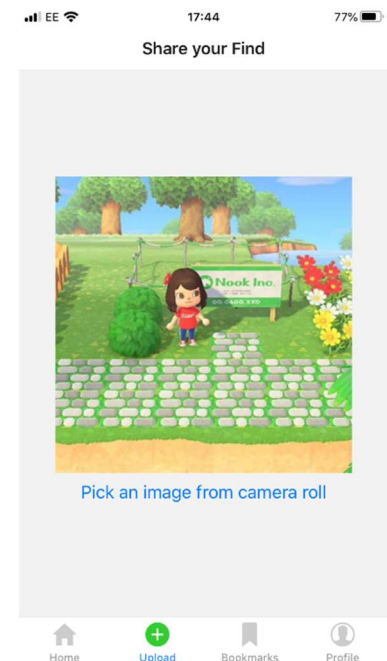 EE 17:44 77%
Share your Find
Nook Inc.
Pick an image from camera roll
Home Upload Bookmarks Profile